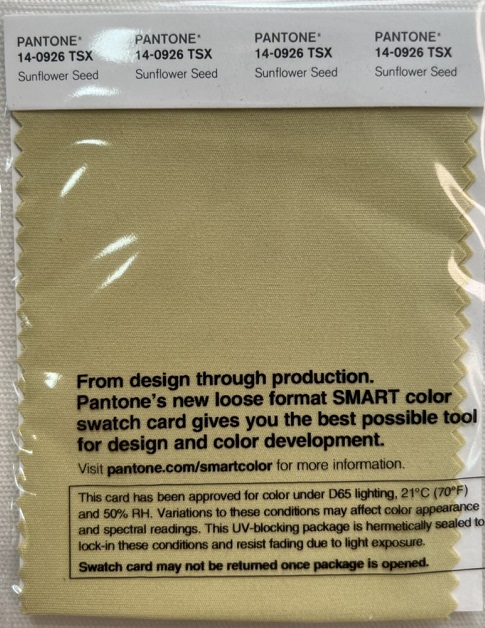 PANTONE® PANTONE® PANTONE® PANTONE®
14-0926 TSX 14-0926 TSX 14-0926 TSX 14-0926 TSX
Sunflower Seed Sunflower Seed Sunflower Seed Sunflower Seed
From design through production.
Pantone's new loose format SMART color
swatch card gives you the best possible tool
for design and color development.
Visit pantone.com/smartcolor for more information.
This card has been approved for color under D65 lighting, 21°C (70°F)
and 50% RH. Variations to these conditions may affect color appearance
and spectral readings. This UV-blocking package is hermetically sealed to
lock-in these conditions and resist fading due to light exposure.
Swatch card may not be returned once package is opened.